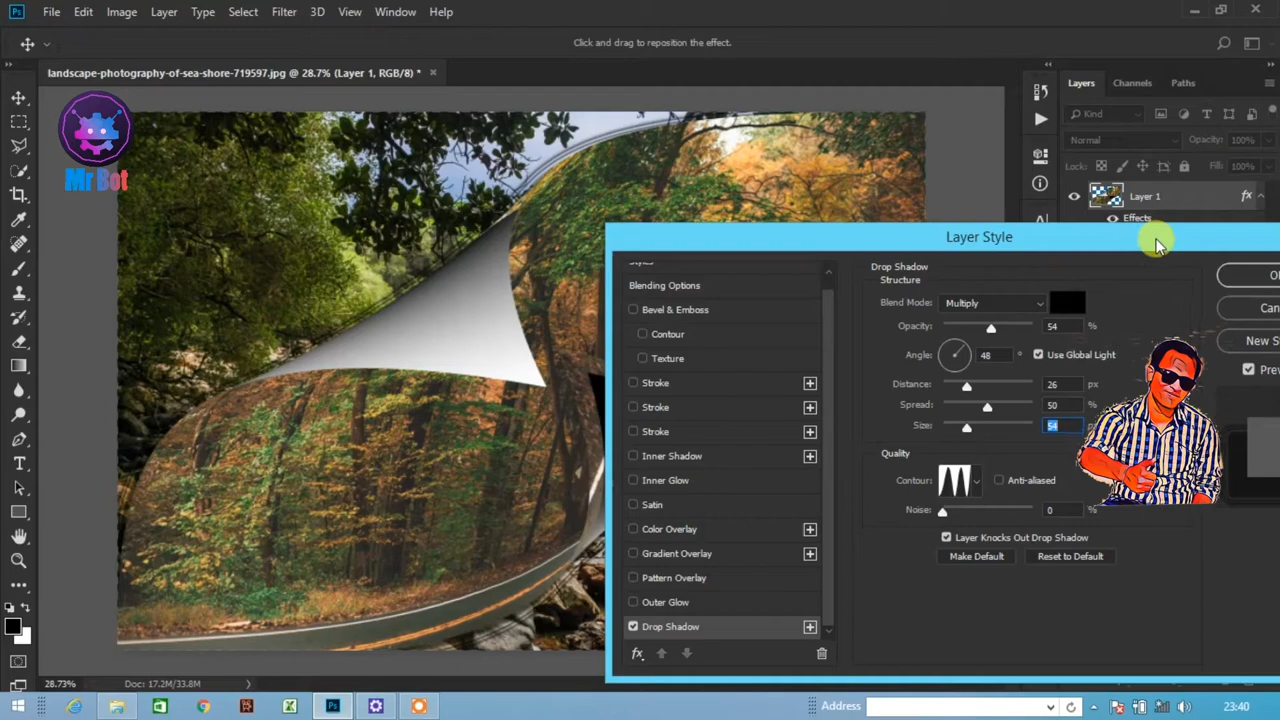 Ps File Edit Image Layer Type Select Filter 3D View Window Help
Click and drag to reposition the effect.
landscape-photography-of-sea-shore-719597.jpg @ 28.7% (Layer 1, RGB/8) *
Layers Channels Paths
Kind
Normal Opacity: 100%
Lock: Fill: 100%
Layer 1 fx
Effects
Mr Bot
Layer Style
Styles
Blending Options
Bevel & Emboss
Contour
Texture
Stroke
Stroke
Stroke
Inner Shadow
Inner Glow
Satin
Color Overlay
Gradient Overlay
Pattern Overlay
Outer Glow
Drop Shadow
fx
Drop Shadow
Structure
Blend Mode: Multiply
Opacity: 54 %
Angle: 48 ° Use Global Light
Distance: 26 px
Spread: 50 %
Size: 54
Quality
Contour: Anti-aliased
Noise: 0 %
Layer Knocks Out Drop Shadow
Make Default Reset to Default
New S
28.73% Doc: 17.2M/33.8M
Ps
Address
23:40